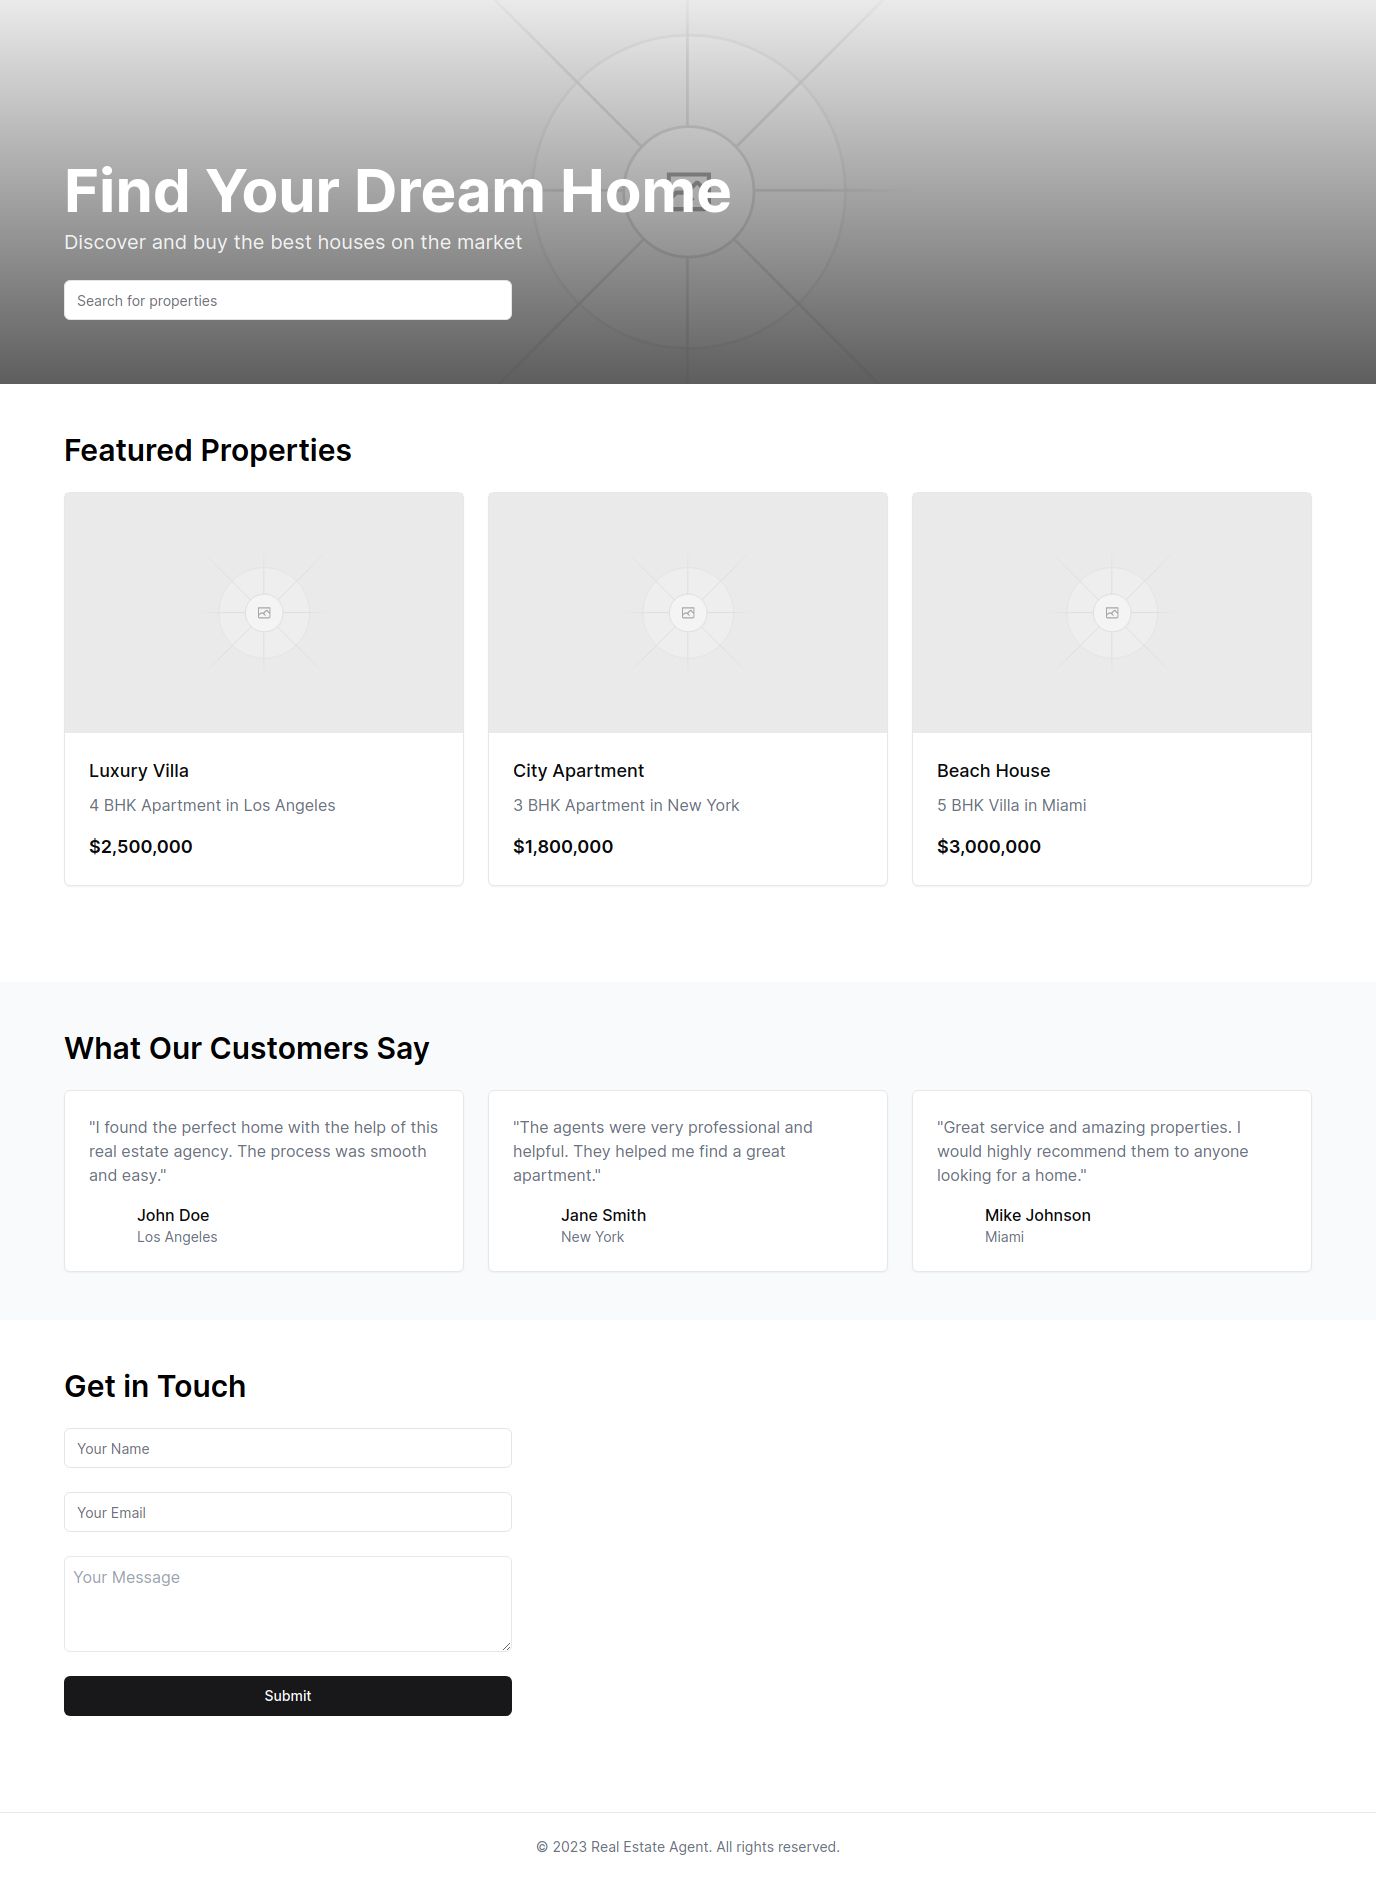 Find Your Dream Home
Discover and buy the best houses on the market
Search for properties
Featured Properties
Luxury Villa
4 BHK Apartment in Los Angeles
$2,500,000
City Apartment
3 BHK Apartment in New York
$1,800,000
Beach House
5 BHK Villa in Miami
$3,000,000
What Our Customers Say
"I found the perfect home with the help of this
real estate agency. The process was smooth
and easy."
John Doe
Los Angeles
"The agents were very professional and
helpful. They helped me find a great
apartment."
Jane Smith
New York
"Great service and amazing properties. I
would highly recommend them to anyone
looking for a home."
Mike Johnson
Miami
Get in Touch
Your Name
Your Email
Your Message
Submit
© 2023 Real Estate Agent. All rights reserved.